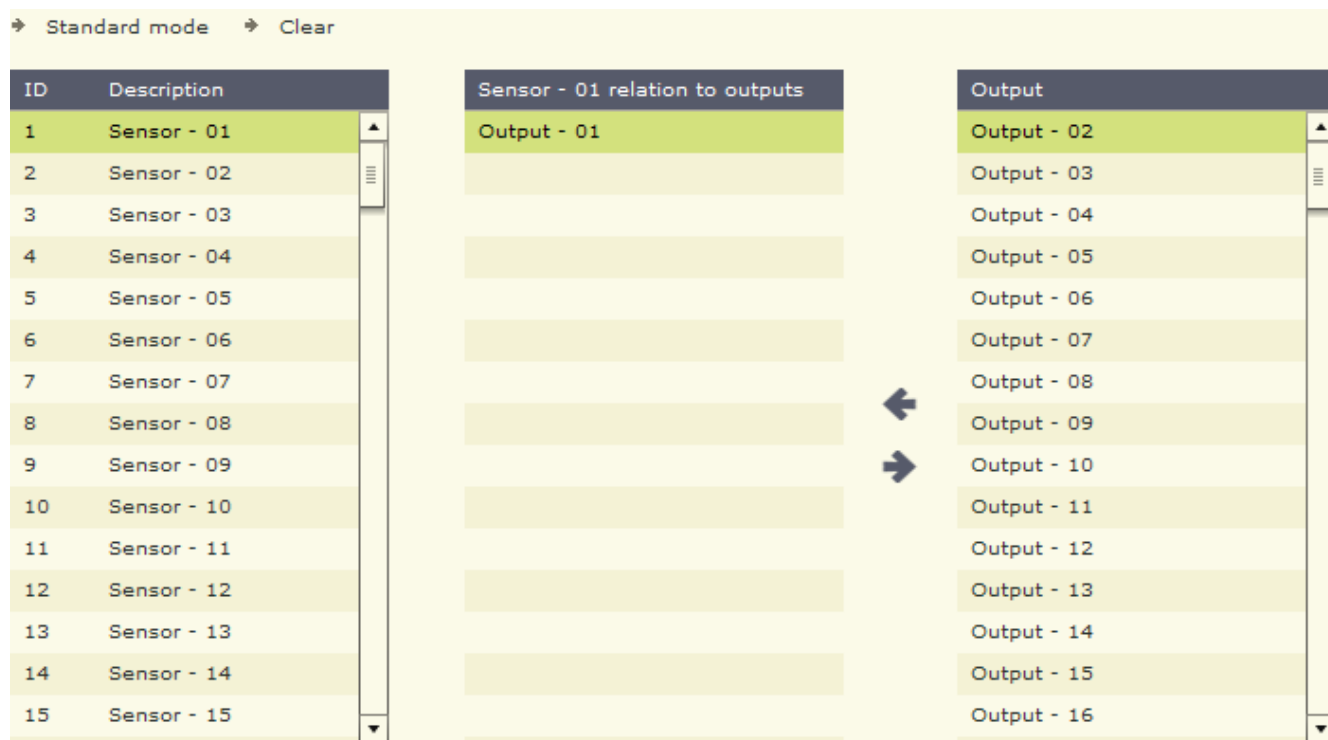 Standard mode Clear
ID Description Sensor - 01 relation to outputs Output
1 Sensor - 01 Output - 01 Output - 02
2 Sensor - 02 Output - 03
3 Sensor - 03 Output - 04
4 Sensor - 04 Output - 05
5 Sensor - 05 Output - 06
6 Sensor - 06 Output - 07
7 Sensor - 07 Output - 08
8 Sensor - 08 Output - 09
9 Sensor - 09 Output - 10
10 Sensor - 10 Output - 11
11 Sensor - 11 Output - 12
12 Sensor - 12 Output - 13
13 Sensor - 13 Output - 14
14 Sensor - 14 Output - 15
15 Sensor - 15 Output - 16